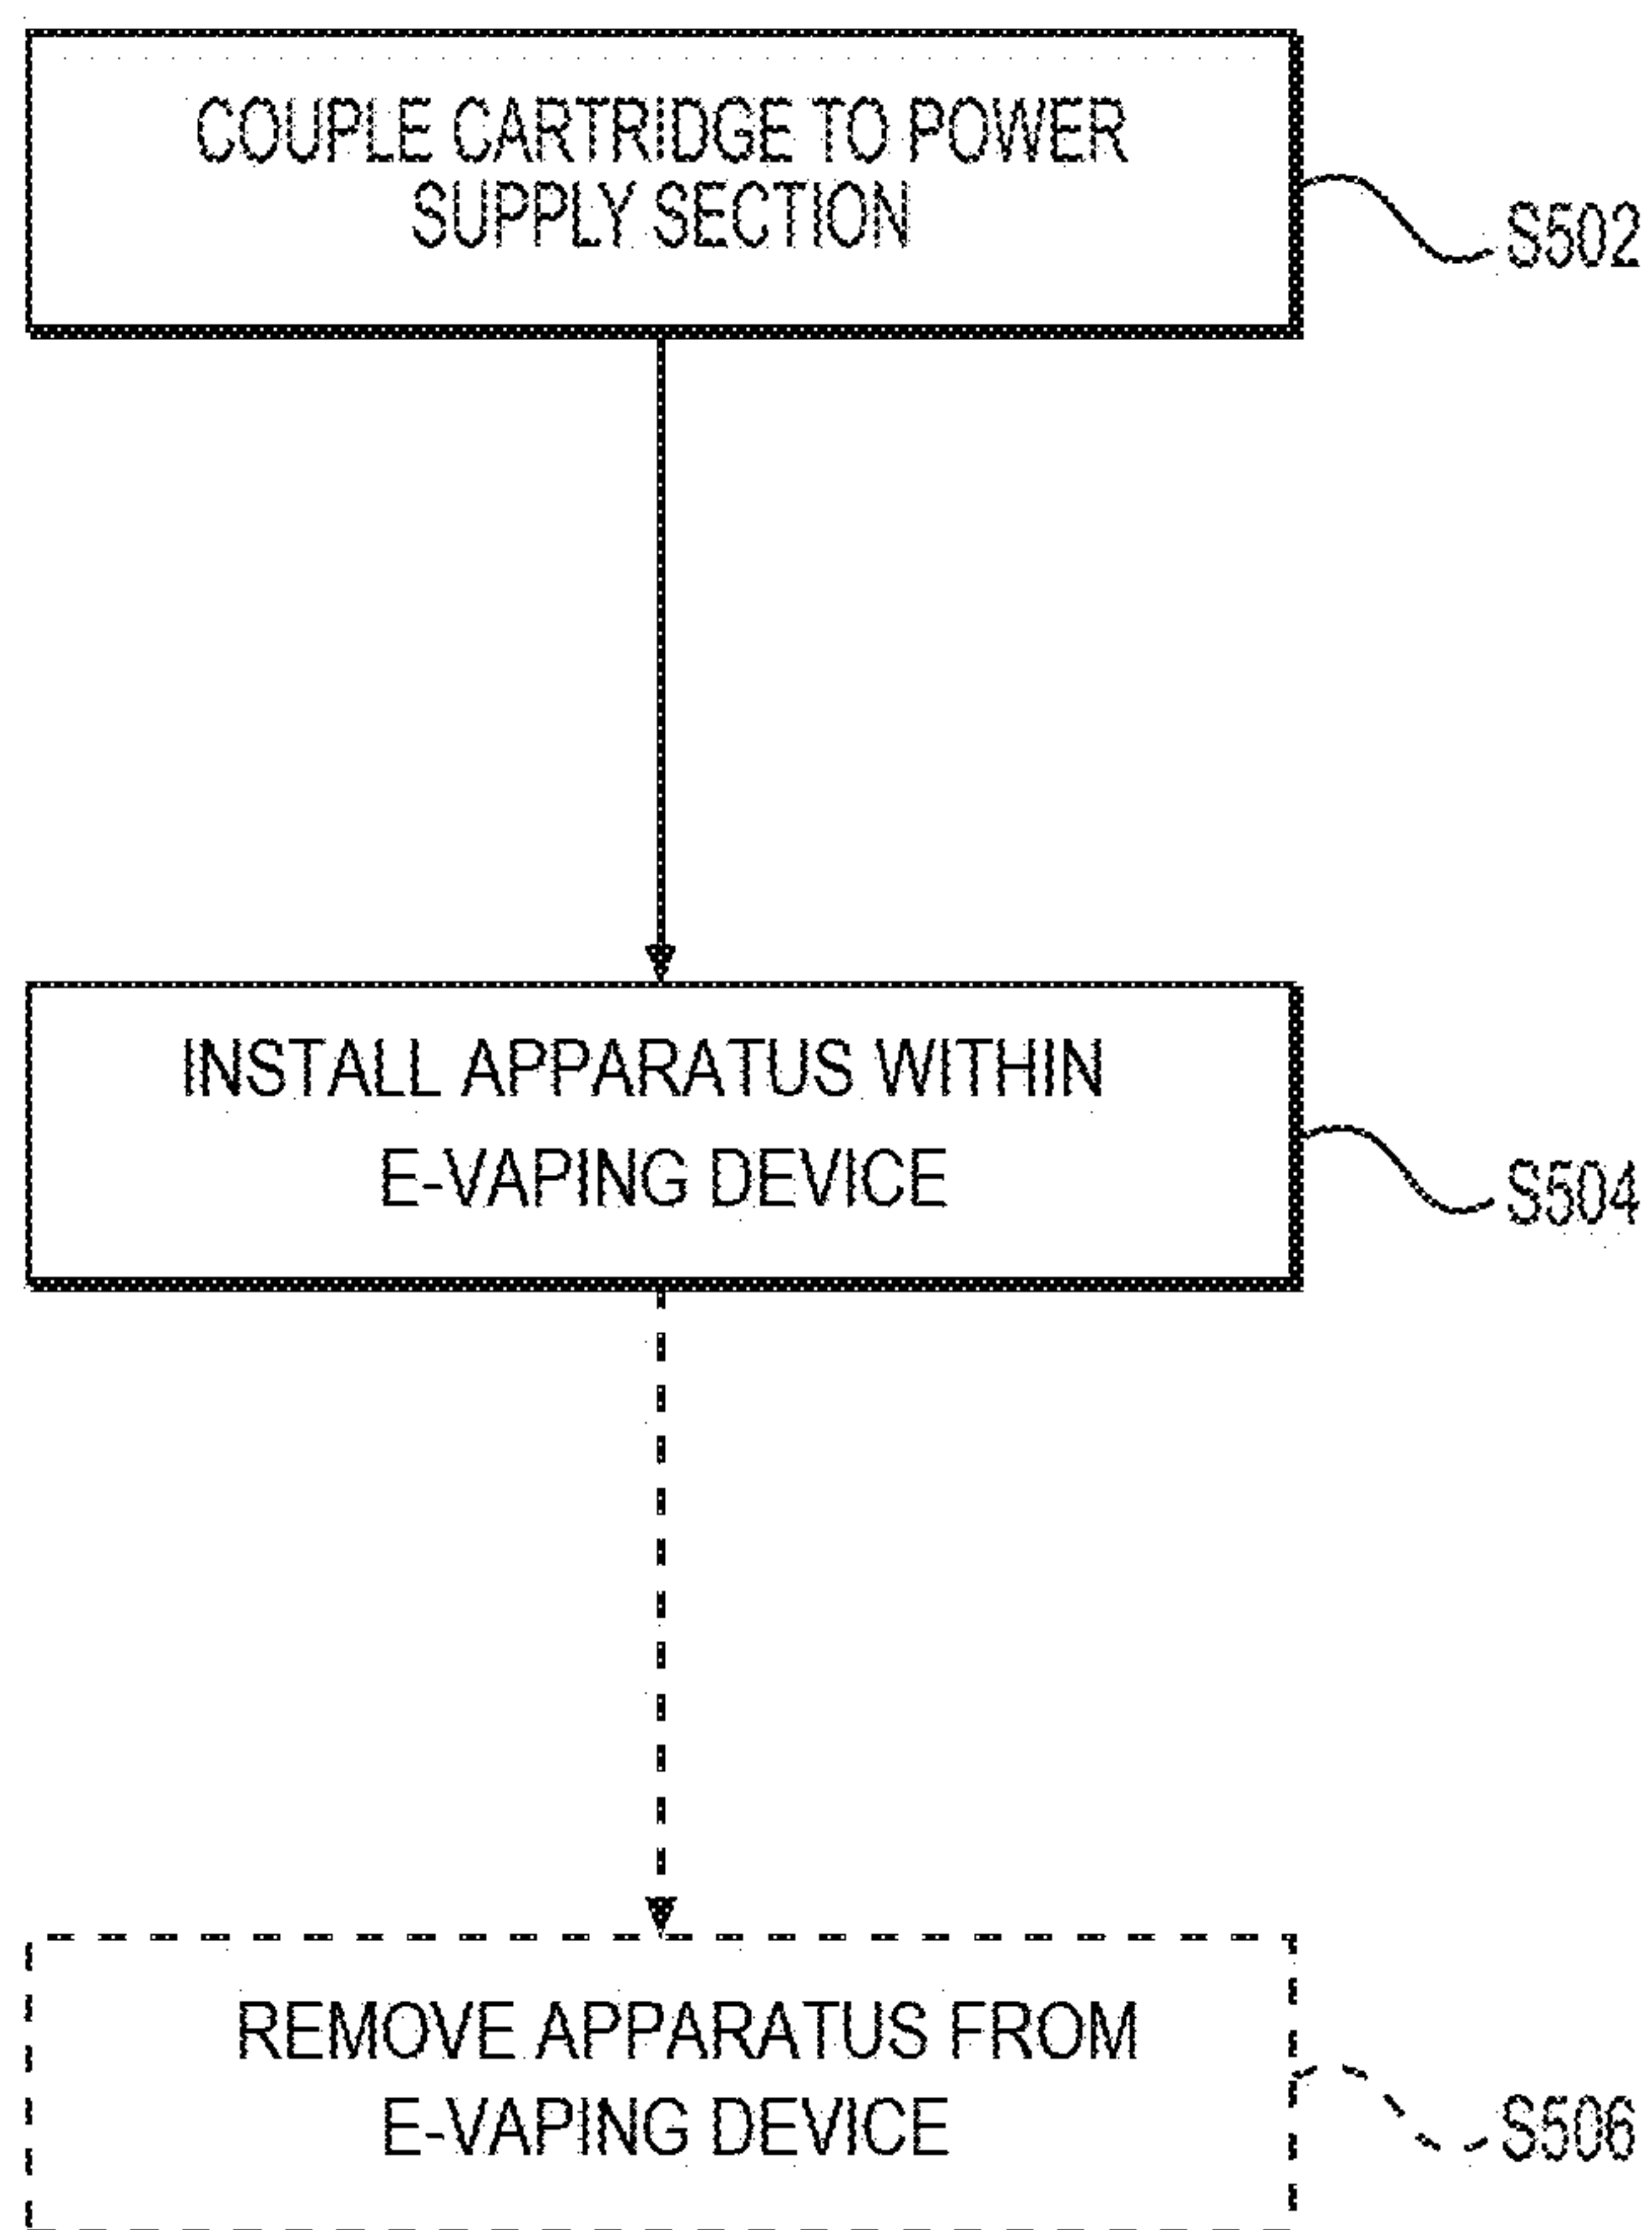 COUPLE CARTRIDGE TO POWER
SUPPLY SECTION
S502
INSTALL APPARATUS WITHIN
E-VAPING DEVICE
S504
REMOVE APPARATUS FROM
E-VAPING DEVICE
S506